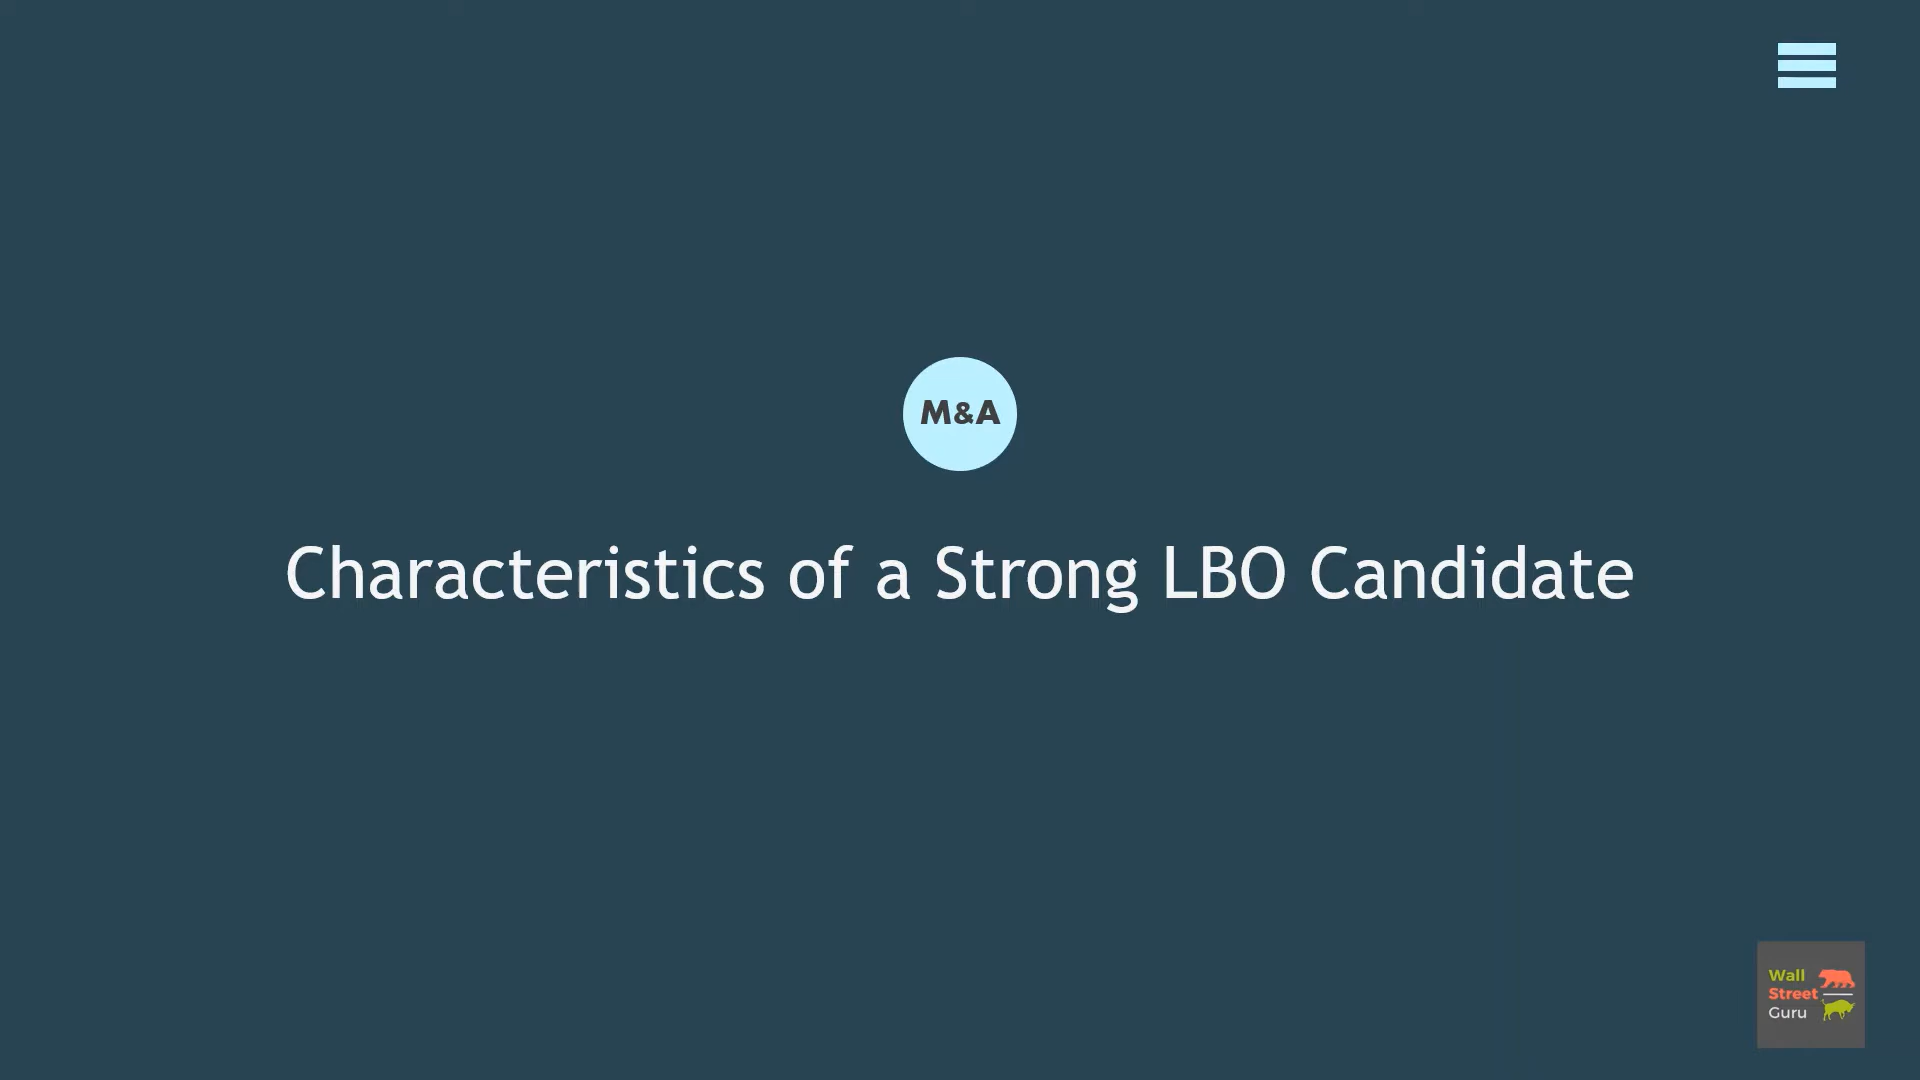 M&A
Characteristics of a Strong LBO Candidate
Wall
Street
Guru